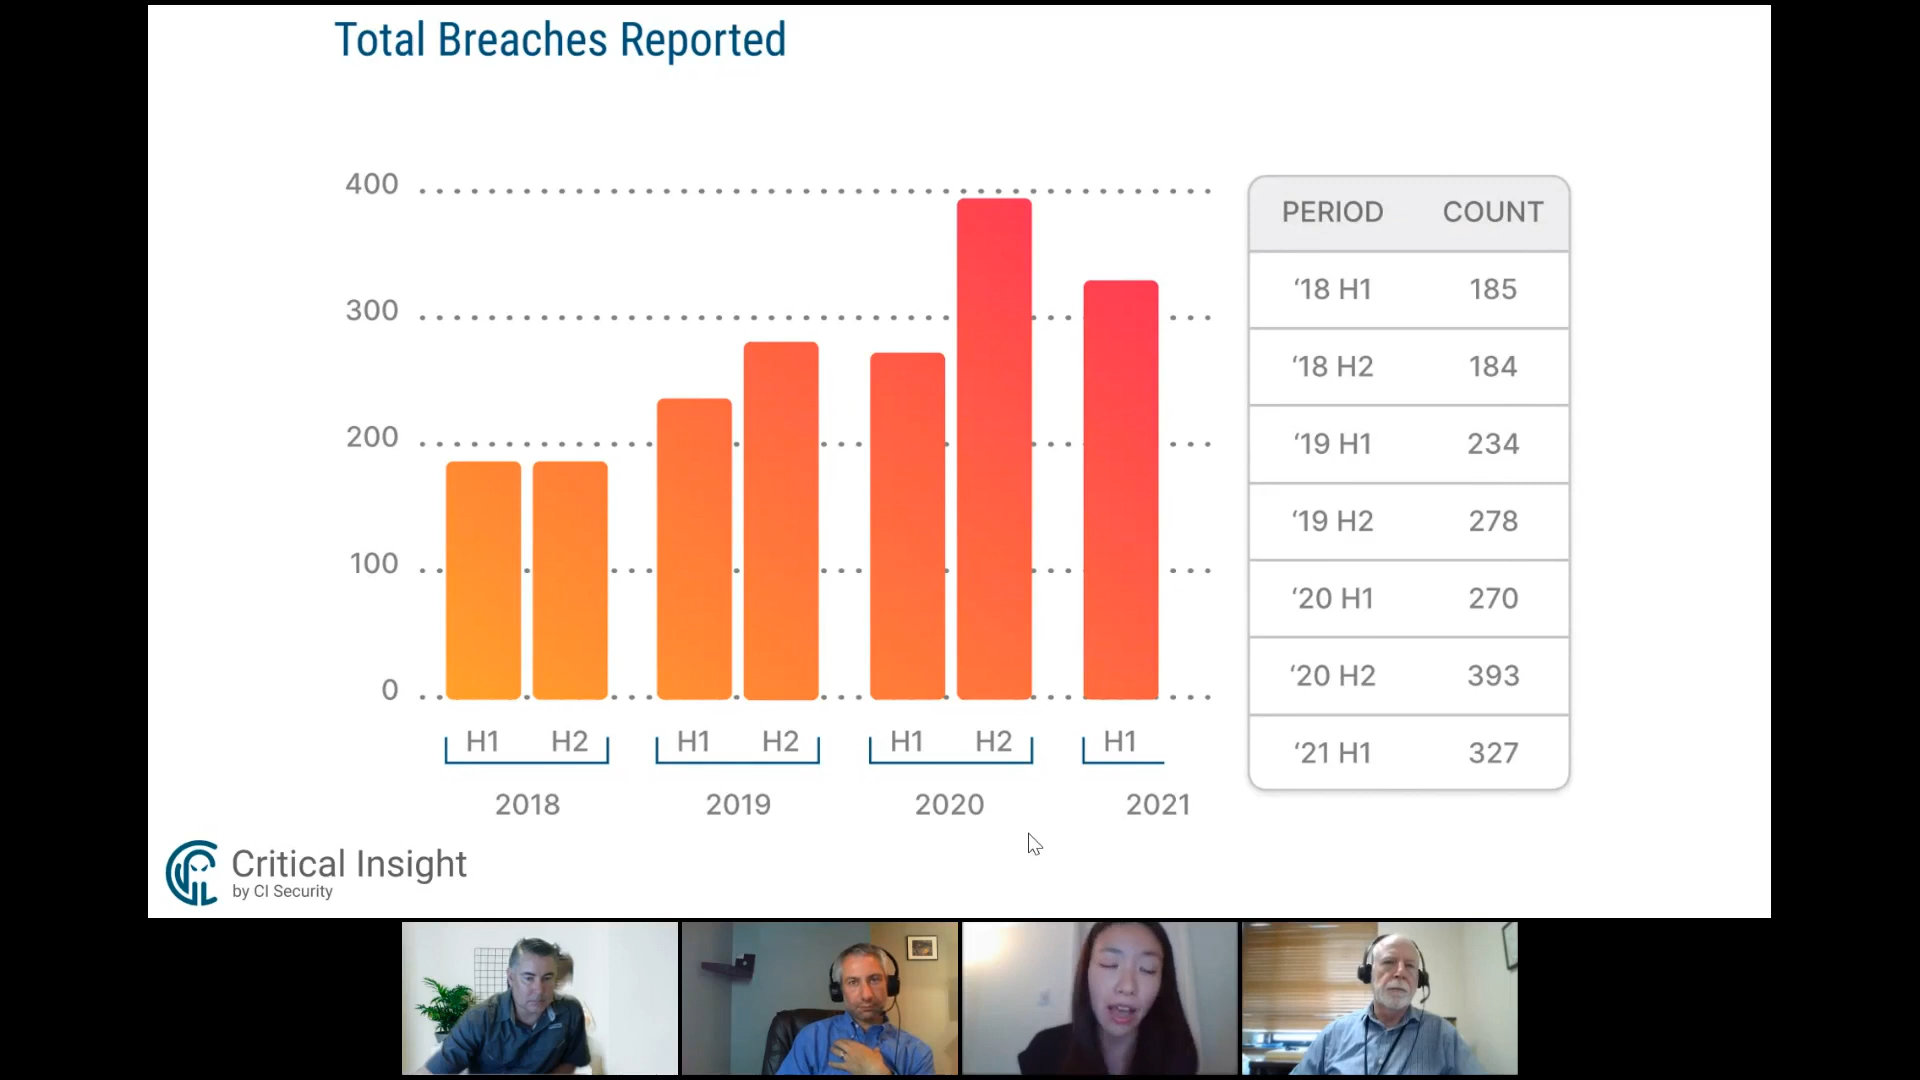 Total Breaches Reported
400
300
200
100
0
H1 H2 H1 H2 H1 H2 H1
2018 2019 2020 2021
PERIOD COUNT
‘18 H1 185
‘18 H2 184
‘19 H1 234
‘19 H2 278
‘20 H1 270
‘20 H2 393
‘21 H1 327
Critical Insight
by CI Security